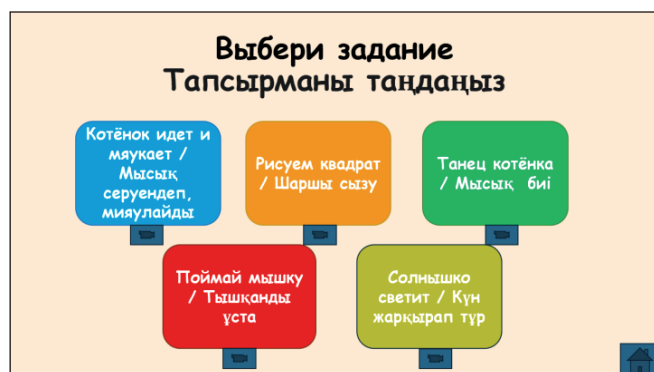 Выбери задание
Тапсырманы таңдаңыз
Котёнок идет и
мяукает /
Мысық
серуендеп,
мияулайды
Рисуем квадрат
/ Шаршы сызу
Танец котёнка
/ Мысық биі
Поймай мышку
/ Тышқанды
ұста
Солнышко
светит / Күн
жарқырап тұр